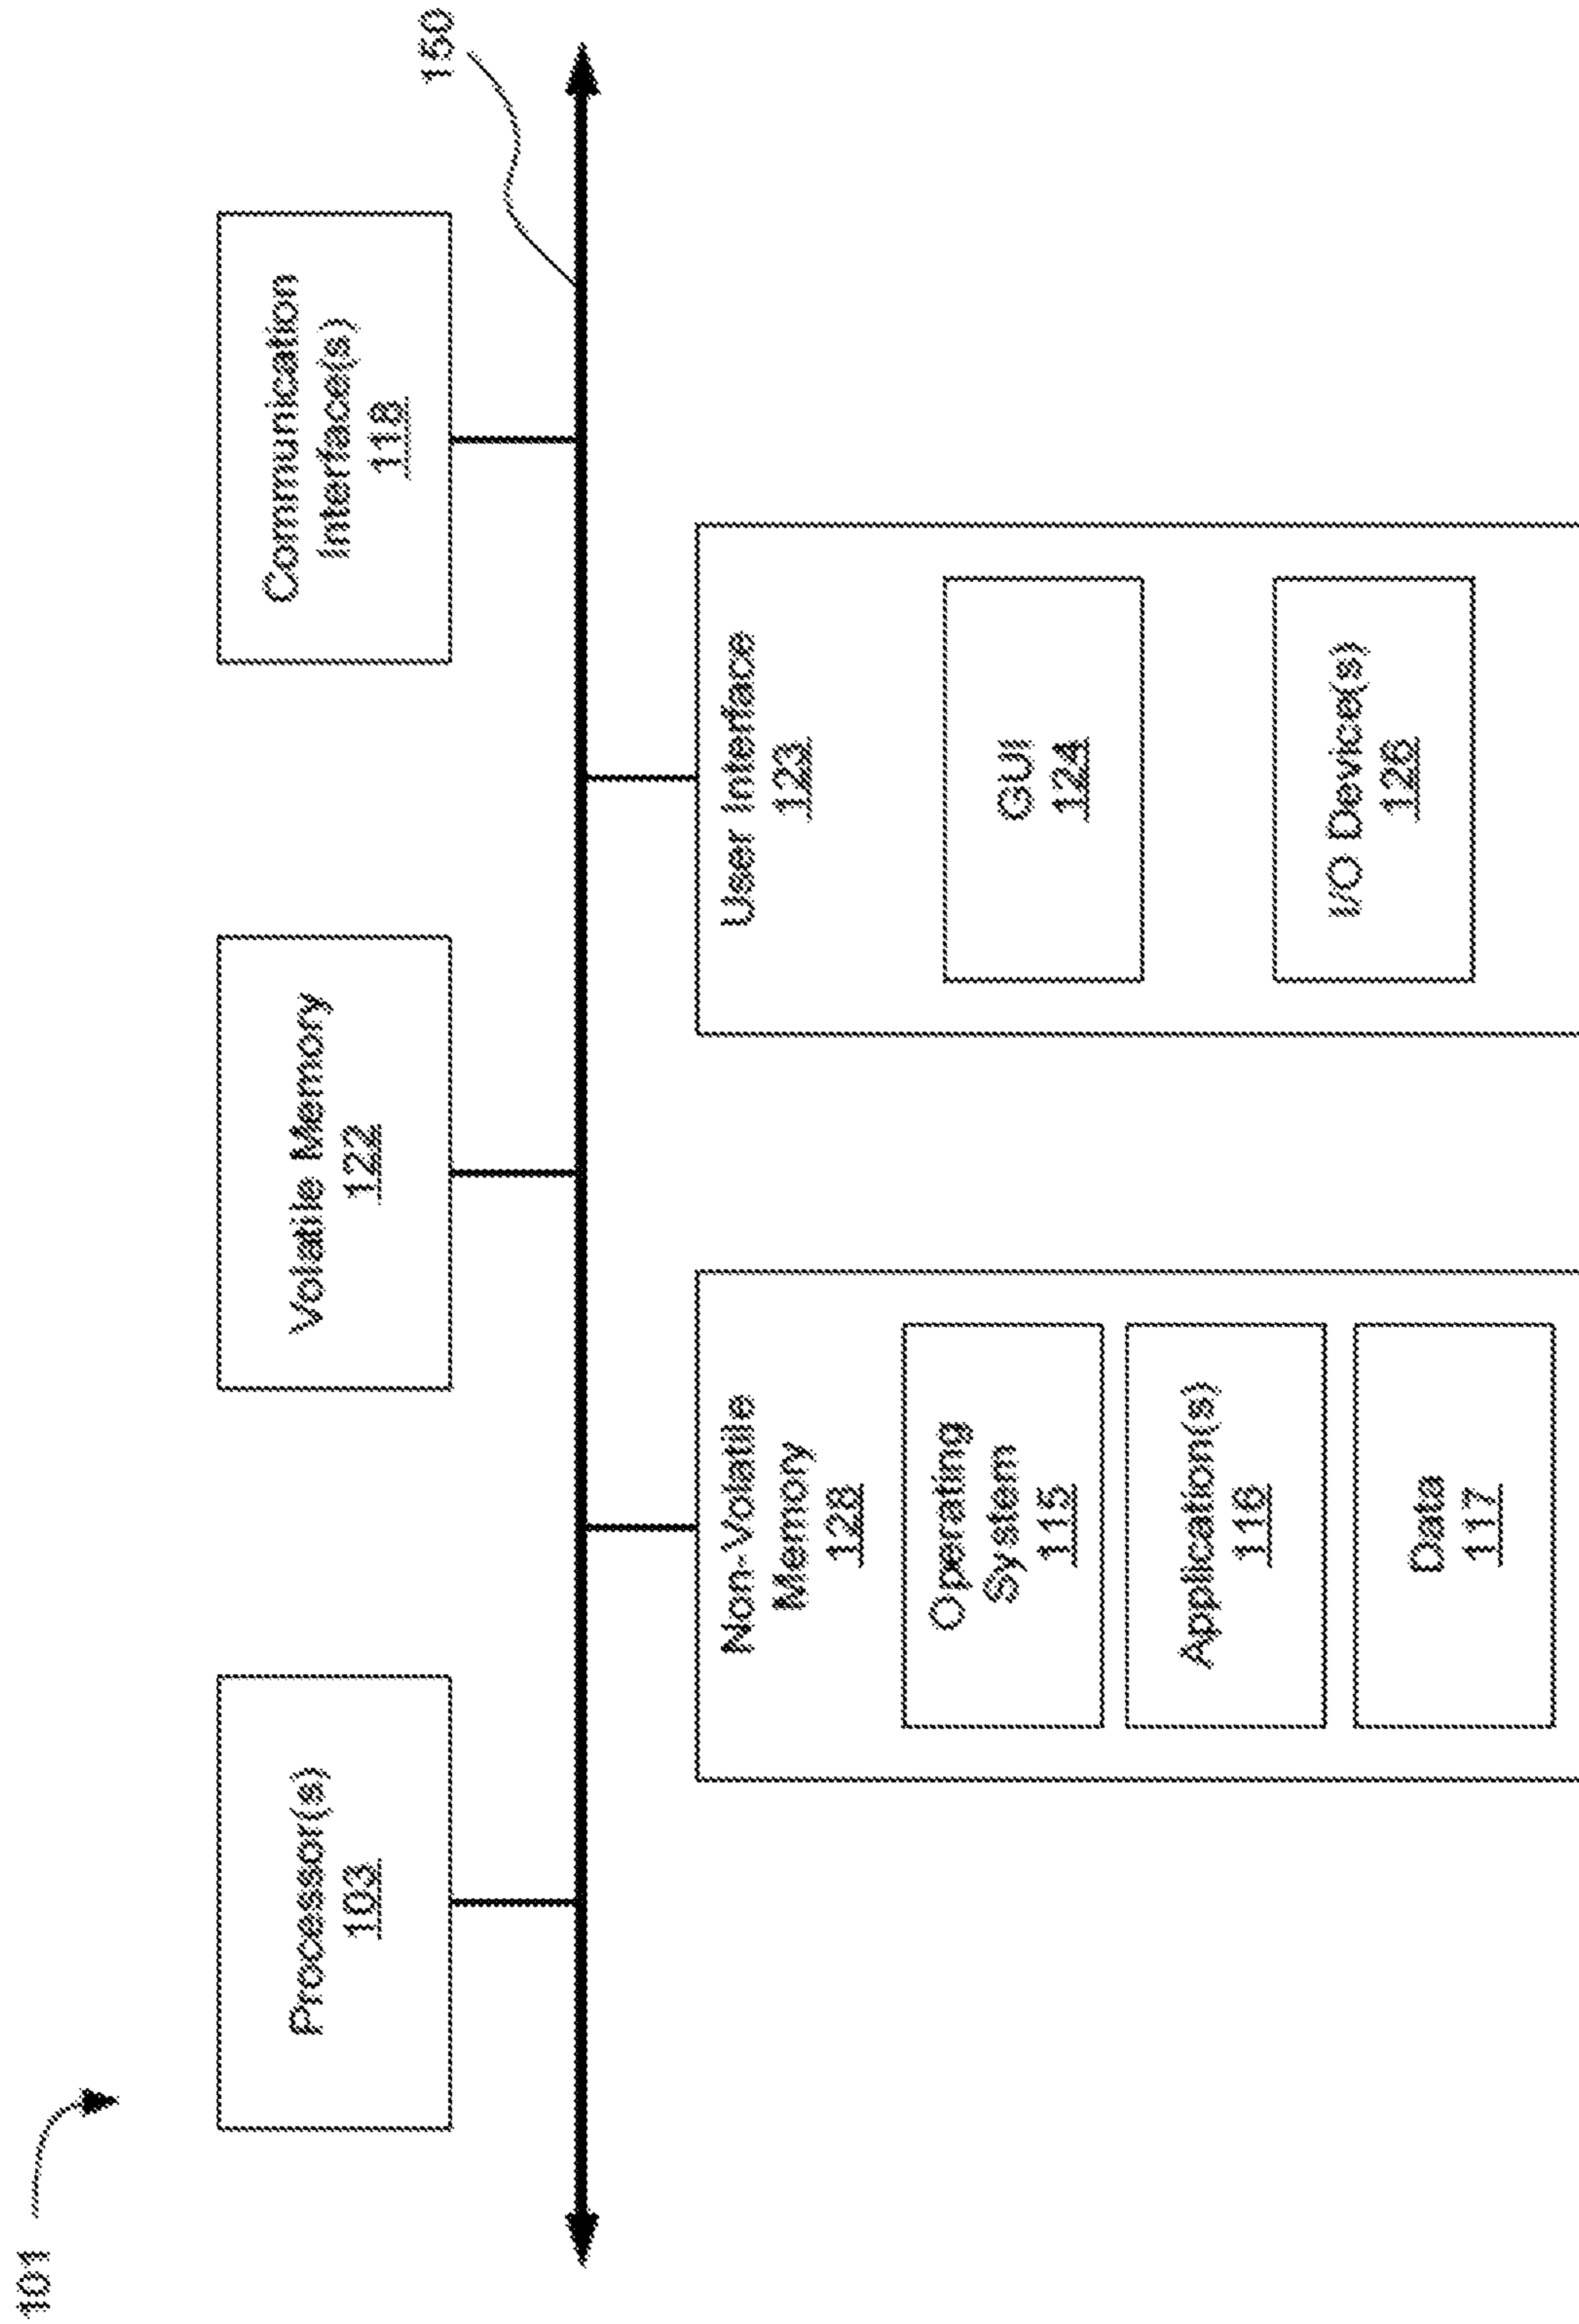 101
Processor(s)
103
Volatile Memory
122
Communication
Interface(s)
118
150
Non-Volatile
Memory
128
Operating
System
115
Application(s)
116
Data
117
User Interface
123
GUI
124
I/O Device(s)
126